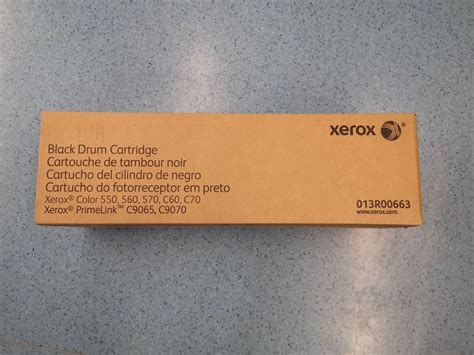 xerox
Black Drum Cartridge
Cartouche de tambour noir
Cartucho del cilindro de negro
Cartucho do fotorreceptor em preto
Xerox® Color 550, 560, 570, C60, C70
Xerox® PrimeLink™ C9065, C9070
013R00663
www.xerox.com